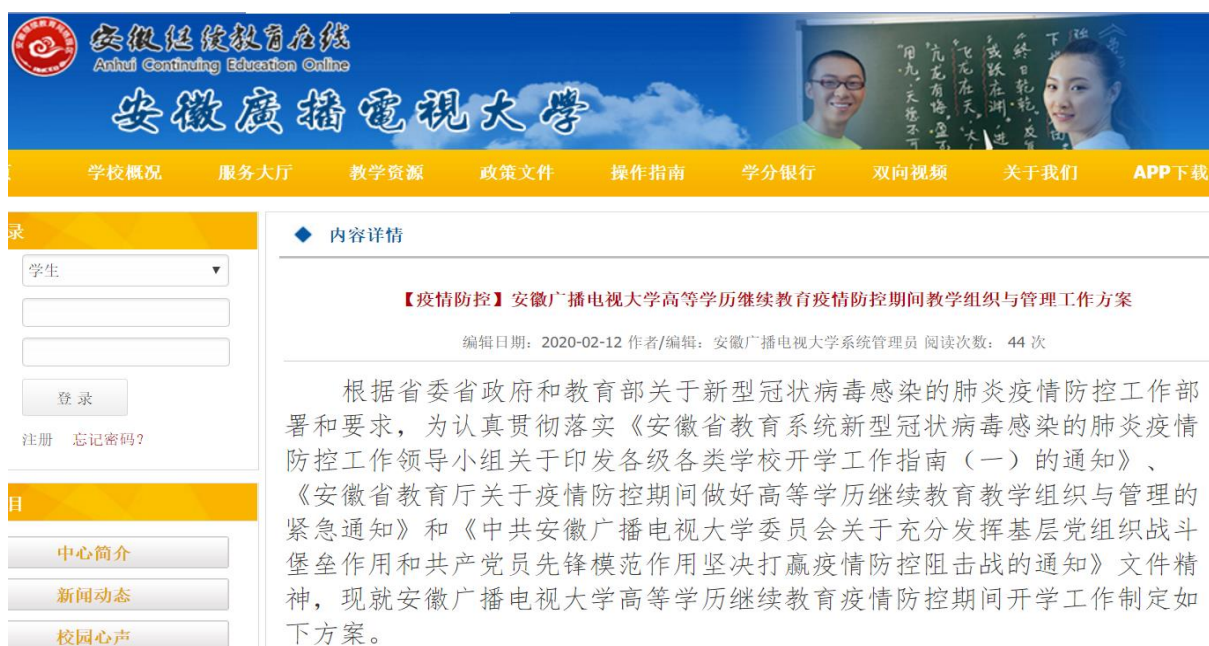 安徽继续教育在线
Anhui Continuing Education Online
安徽廣播電視大學
学校概况 服务大厅 教学资源 政策文件 操作指南 学分银行 双向视频 关于我们 APP下载
录
学生
登 录
注册 忘记密码?
目
中心简介
新闻动态
校园心声
内容详情
【疫情防控】安徽广播电视大学高等学历继续教育疫情防控期间教学组织与管理工作方案
编辑日期：2020-02-12 作者/编辑：安徽广播电视大学系统管理员 阅读次数： 44 次
根据省委省政府和教育部关于新型冠状病毒感染的肺炎疫情防控工作部
署和要求，为认真贯彻落实《安徽省教育系统新型冠状病毒感染的肺炎疫情
防控工作领导小组关于印发各级各类学校开学工作指南（一）的通知》、
《安徽省教育厅关于疫情防控期间做好高等学历继续教育教学组织与管理的
紧急通知》和《中共安徽广播电视大学委员会关于充分发挥基层党组织战斗
堡垒作用和共产党员先锋模范作用坚决打赢疫情防控阻击战的通知》文件精
神，现就安徽广播电视大学高等学历继续教育疫情防控期间开学工作制定如
下方案。